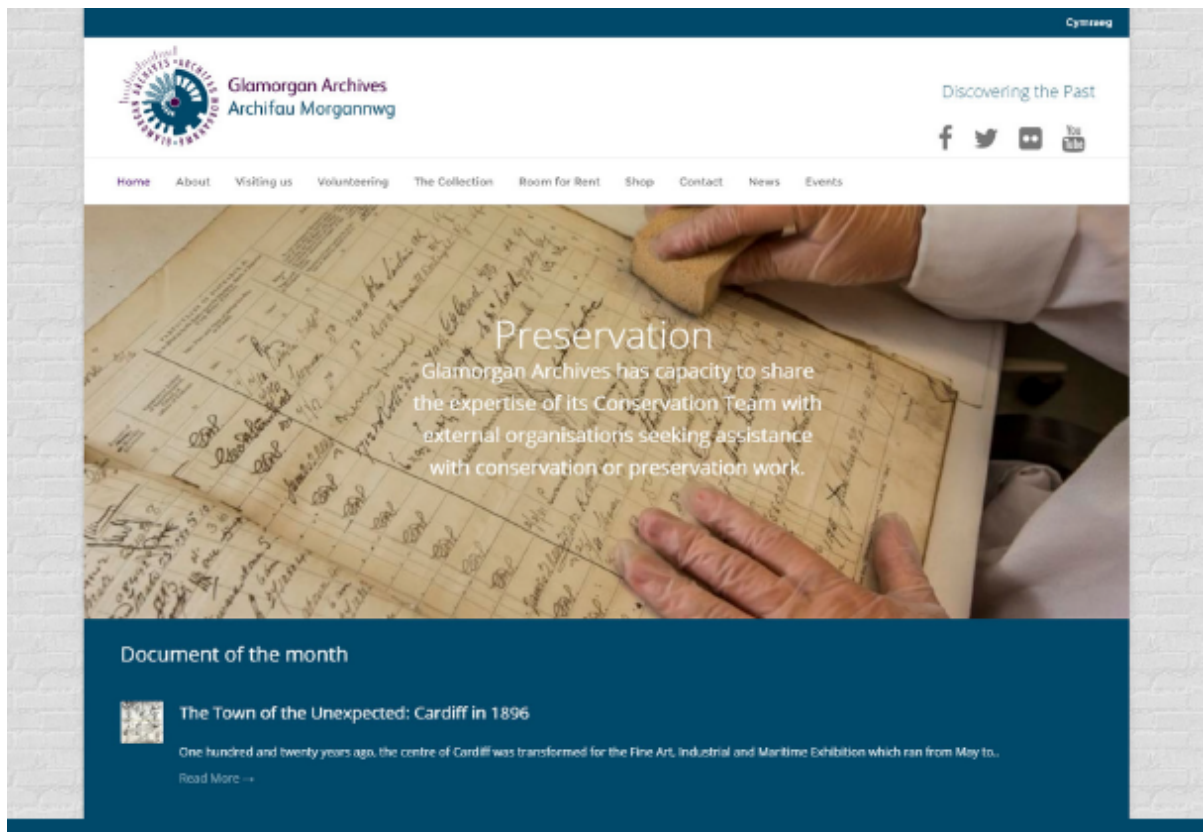 Cymraeg
Glamorgan Archives
Archifau Morgannwg
Discovering the Past
You
Tube
Home About Visiting us Volunteering The Collection Room for Rent Shop Contact News Events
Preservation
Glamorgan Archives has capacity to share
the expertise of its Conservation Team with
external organisations seeking assistance
with conservation or preservation work.
Document of the month
The Town of the Unexpected: Cardiff in 1896
One hundred and twenty years ago, the centre of Cardiff was transformed for the Fine Art, Industrial and Maritime Exhibition which ran from May to..
Read More →